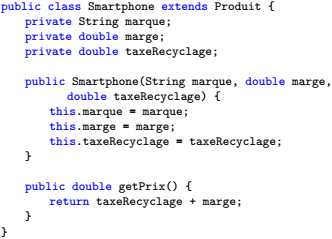 public class Smartphone extends Produit {
    private String marque;
    private double marge;
    private double taxeRecyclage;

    public Smartphone(String marque, double marge,
            double taxeRecyclage) {
        this.marque = marque;
        this.marge = marge;
        this.taxeRecyclage = taxeRecyclage;
    }

    public double getPrix() {
        return taxeRecyclage + marge;
    }
}